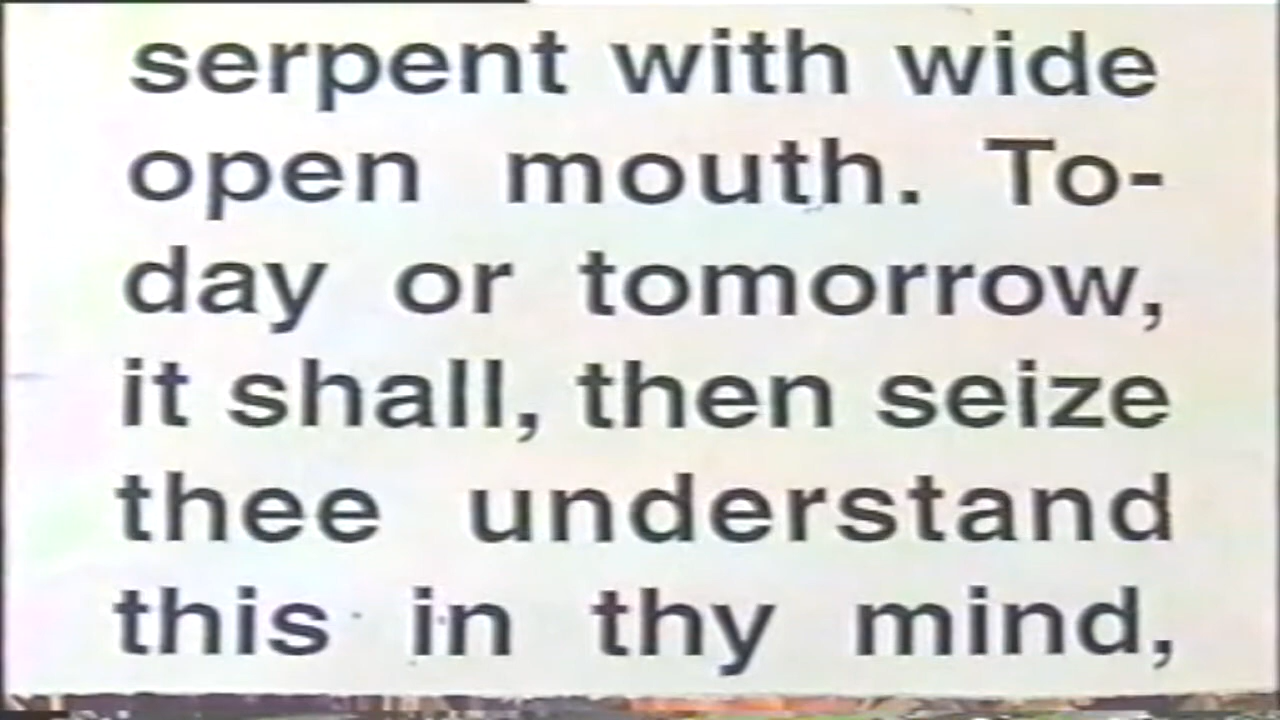 serpent with wide
open mouth. To-
day or tomorrow,
it shall, then seize
thee understand
this in thy mind,